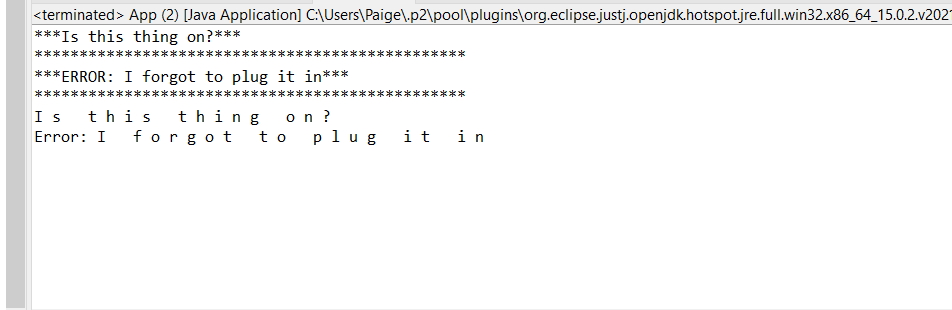 <terminated> App (2) [Java Application] C:\Users\Paige\.p2\pool\plugins\org.eclipse.justj.openjdk.hotspot.jre.full.win32.x86_64_15.0.2.v2021
***Is this thing on?***
************************************************
***ERROR: I forgot to plug it in***
************************************************
I s   t h i s   t h i n g   o n ?
Error: I   f o r g o t   t o   p l u g   i t   i n